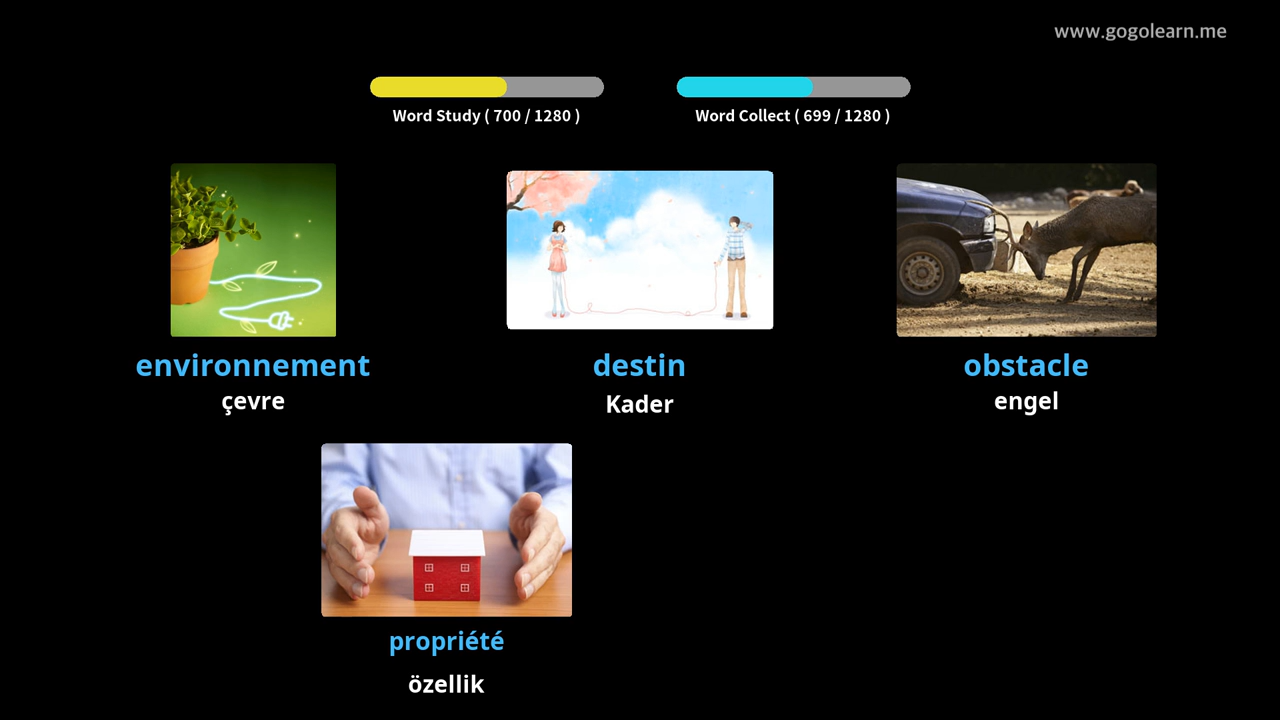 www.gogolearn.me
Word Study ( 700 / 1280 )
Word Collect ( 699 / 1280 )
environnement
çevre
destin
Kader
obstacle
engel
propriété
özellik